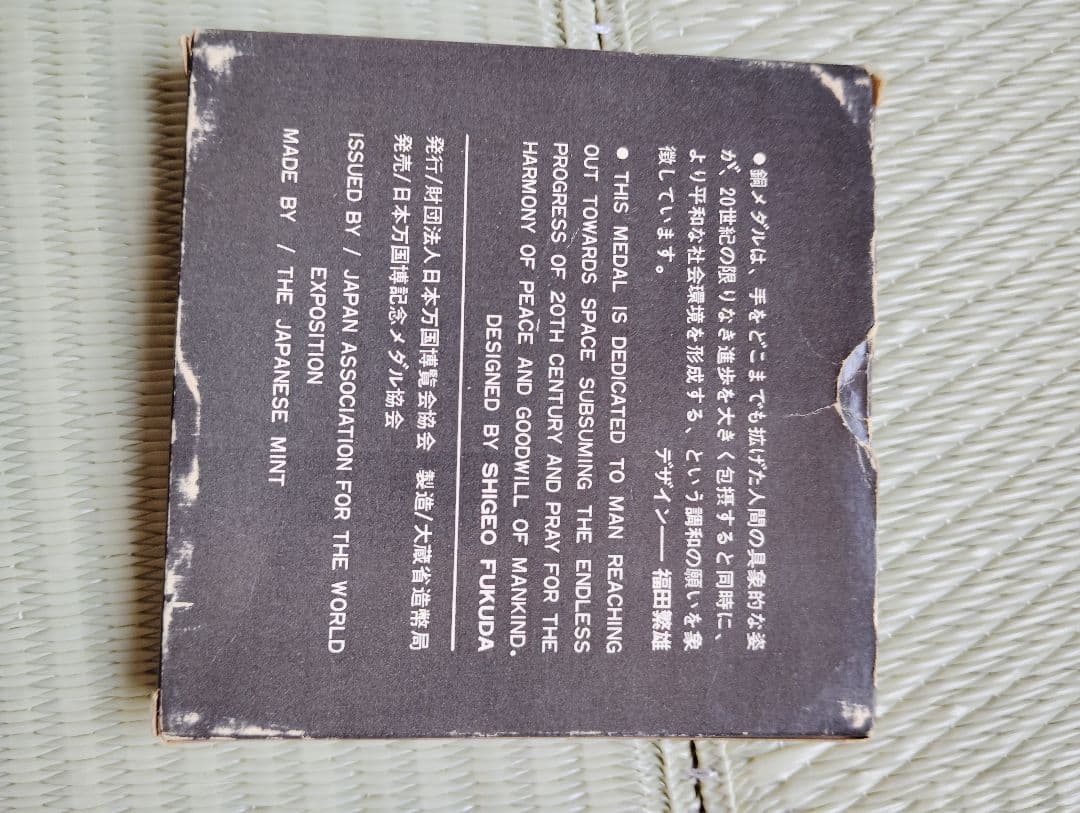 ●銅メダルは、手をどこまでも拡げた人間の具象的な姿
が、20世紀の限りなき進歩を大きく包摂すると同時に、
より平和な社会環境を形成する、という調和の願いを象
徴しています。 デザイン——福田繁雄
● THIS MEDAL IS DEDICATED TO MAN REACHING
OUT TOWARDS SPACE SUBSUMING THE ENDLESS
PROGRESS OF 20TH CENTURY AND PRAY FOR THE
HARMONY OF PEACE AND GOODWILL OF MANKIND.
DESIGNED BY SHIGEO FUKUDA
発行/財団法人日本万国博覧会協会 製造/大蔵省造幣局
発売/日本万国博記念メダル協会
ISSUED BY / JAPAN ASSOCIATION FOR THE WORLD
EXPOSITION
MADE BY / THE JAPANESE MINT